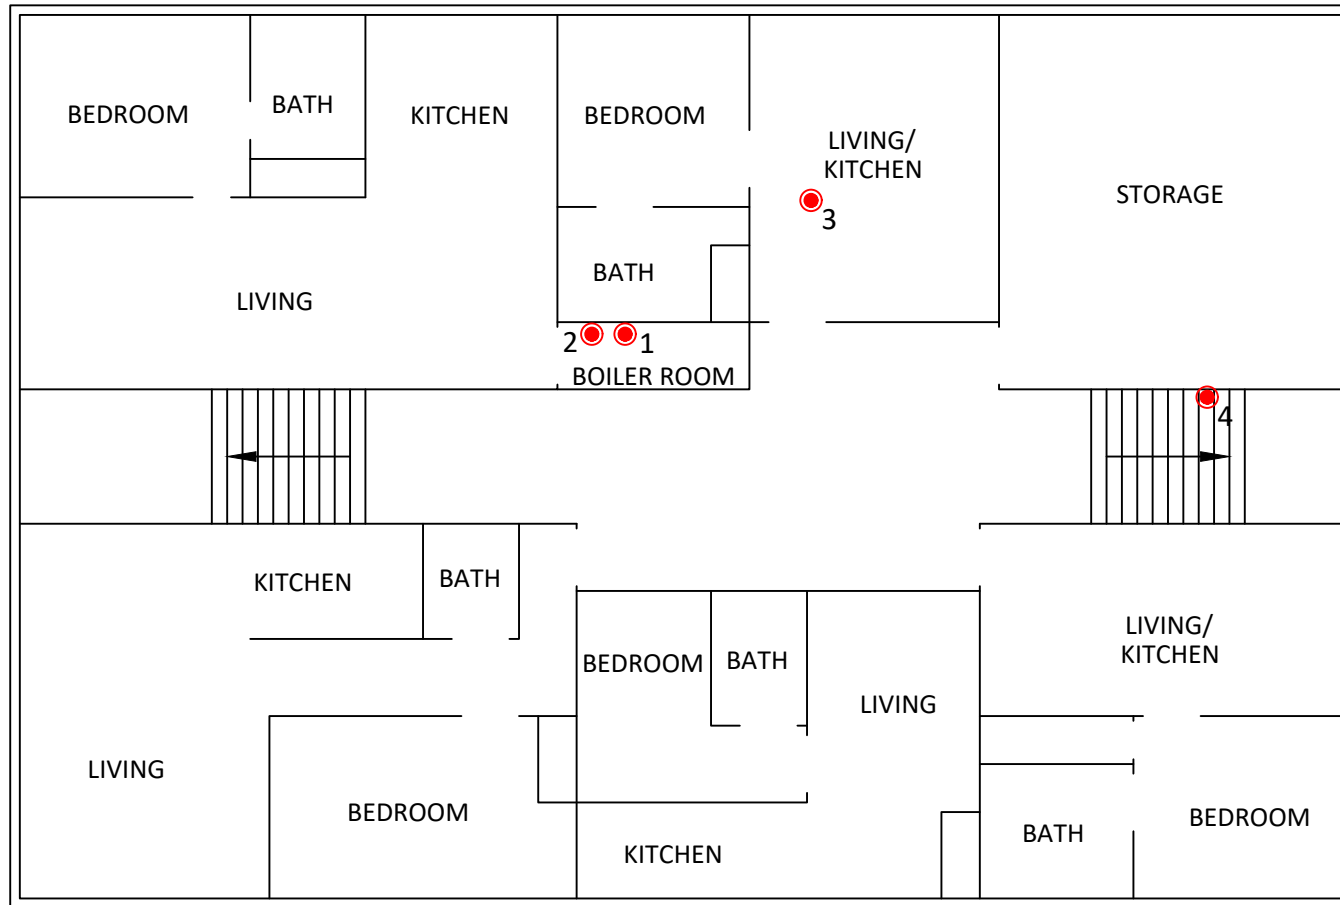 BEDROOM
BATH
KITCHEN
BEDROOM
LIVING/
KITCHEN
STORAGE
3
LIVING
BATH
2
1
BOILER ROOM
4
KITCHEN
BATH
BEDROOM
BATH
LIVING
LIVING/
KITCHEN
LIVING
BEDROOM
KITCHEN
BATH
BEDROOM